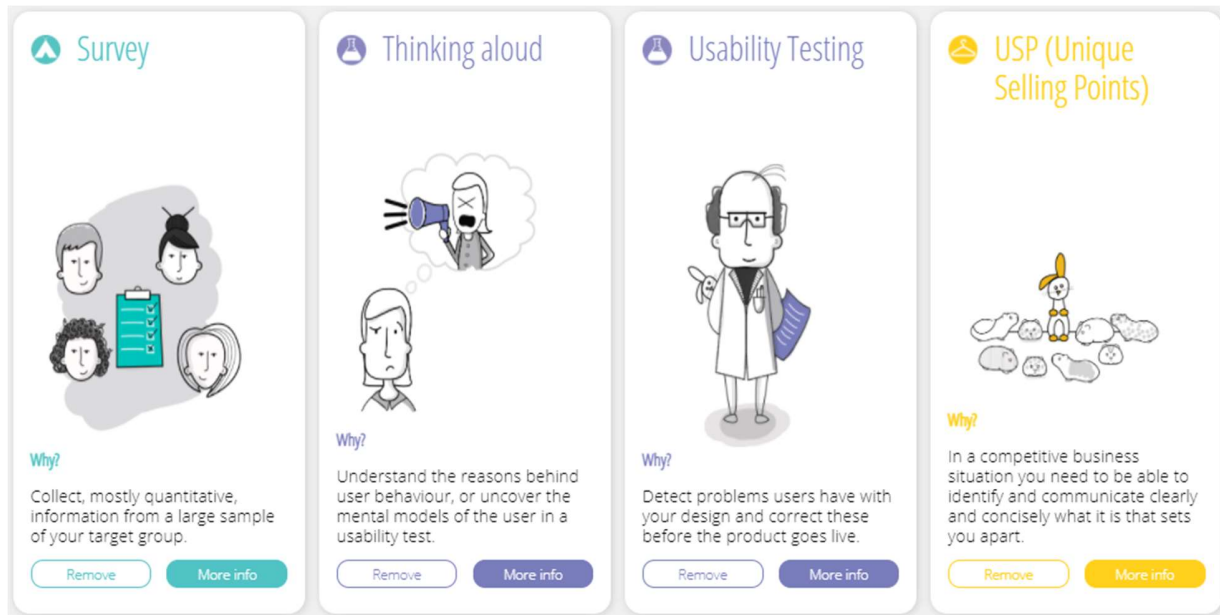 Survey
Why?
Collect, mostly quantitative,
information from a large sample
of your target group.
Remove
More info
Thinking aloud
Why?
Understand the reasons behind
user behaviour, or uncover the
mental models of the user in a
usability test.
Remove
More info
Usability Testing
Why?
Detect problems users have with
your design and correct these
before the product goes live.
Remove
More info
USP (Unique
Selling Points)
Why?
In a competitive business
situation you need to be able to
identify and communicate clearly
and concisely what it is that sets
you apart.
Remove
More info